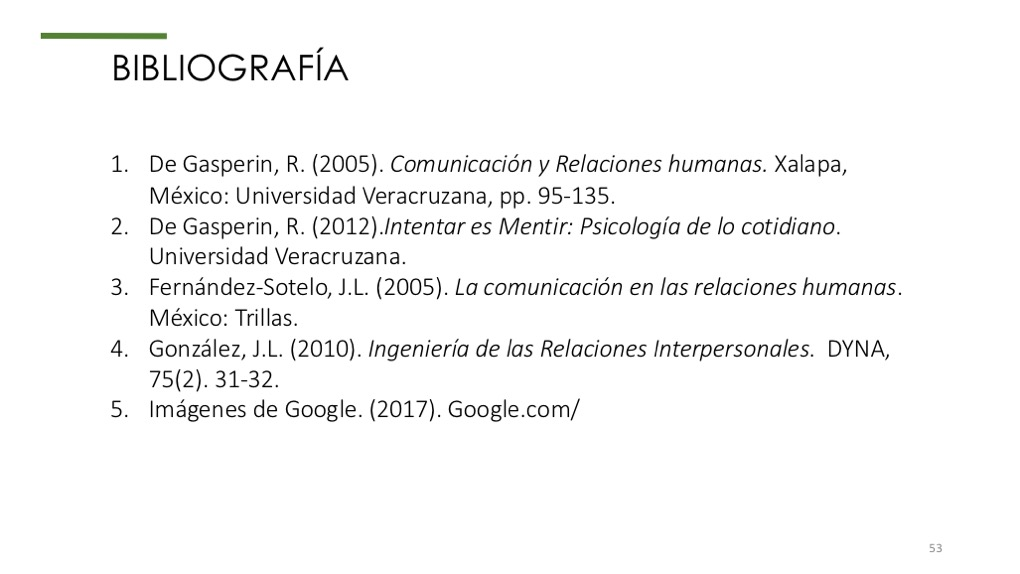 BIBLIOGRAFÍA
1. De Gasperin, R. (2005). Comunicación y Relaciones humanas. Xalapa,
México: Universidad Veracruzana, pp. 95-135.
2. De Gasperin, R. (2012).Intentar es Mentir: Psicología de lo cotidiano.
Universidad Veracruzana.
3. Fernández-Sotelo, J.L. (2005). La comunicación en las relaciones humanas.
México: Trillas.
4. González, J.L. (2010). Ingeniería de las Relaciones Interpersonales. DYNA,
75(2). 31-32.
5. Imágenes de Google. (2017). Google.com/
53